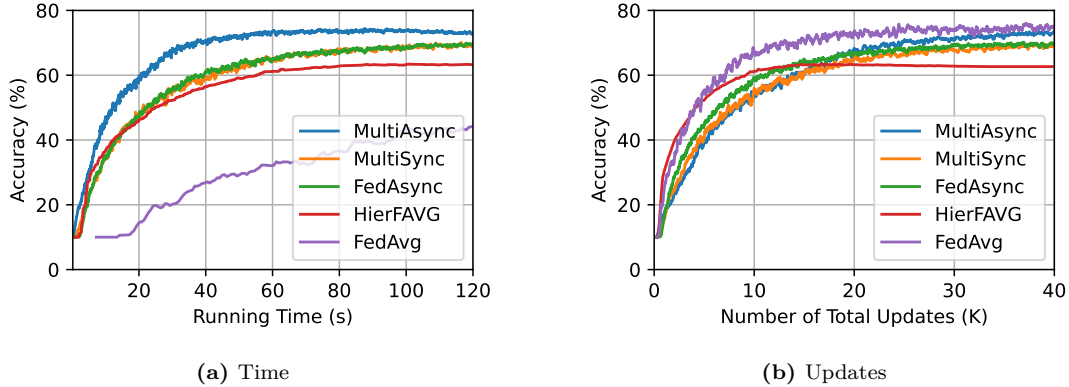 80
60
40
20
0
Accuracy (%)
MultiAsync
MultiSync
FedAsync
HierFAVG
FedAvg
20 40 60 80 100 120
Running Time (s)
(a) Time
80
60
40
20
0
Accuracy (%)
MultiAsync
MultiSync
FedAsync
HierFAVG
FedAvg
0 10 20 30 40
Number of Total Updates (K)
(b) Updates